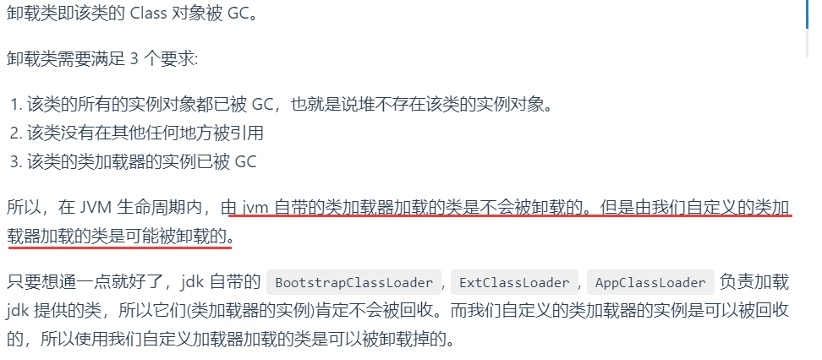 卸载类即该类的 Class 对象被 GC。
卸载类需要满足 3 个要求:
1. 该类的所有的实例对象都已被 GC，也就是说堆不存在该类的实例对象。
2. 该类没有在其他任何地方被引用
3. 该类的类加载器的实例已被 GC
所以，在 JVM 生命周期内，由 jvm 自带的类加载器加载的类是不会被卸载的。但是由我们自定义的类加
载器加载的类是可能被卸载的。
只要想通一点就好了，jdk 自带的 BootstrapClassLoader, ExtClassLoader, AppClassLoader 负责加载
jdk 提供的类，所以它们(类加载器的实例)肯定不会被回收。而我们自定义的类加载器的实例是可以被回收
的，所以使用我们自定义加载器加载的类是可以被卸载掉的。